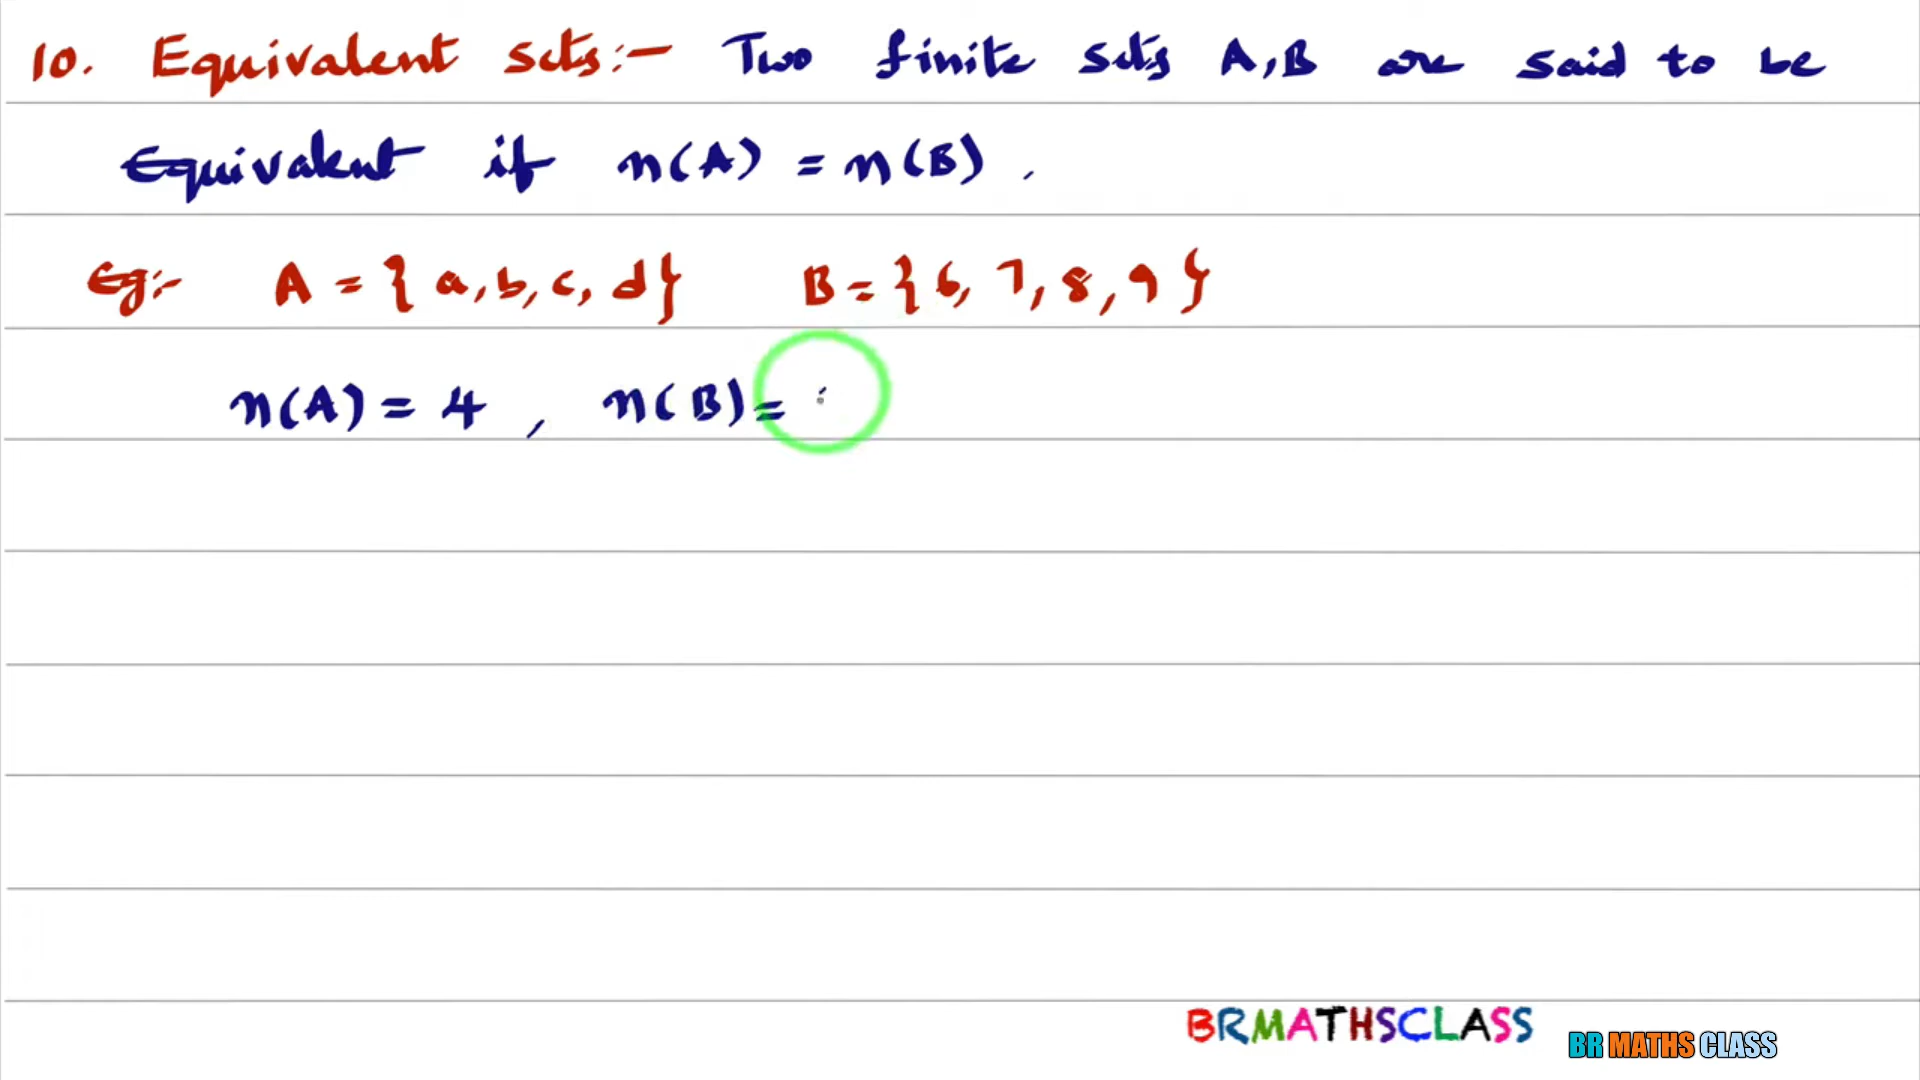 10. Equivalent sets:- Two finite sets A,B are said to be
Equivalent if n(A) = n(B).
Eg:- A = {a, b, c, d} B = {6, 7, 8, 9}
n(A) = 4, n(B) =
BRMATHSCLASS
BR MATHS CLASS